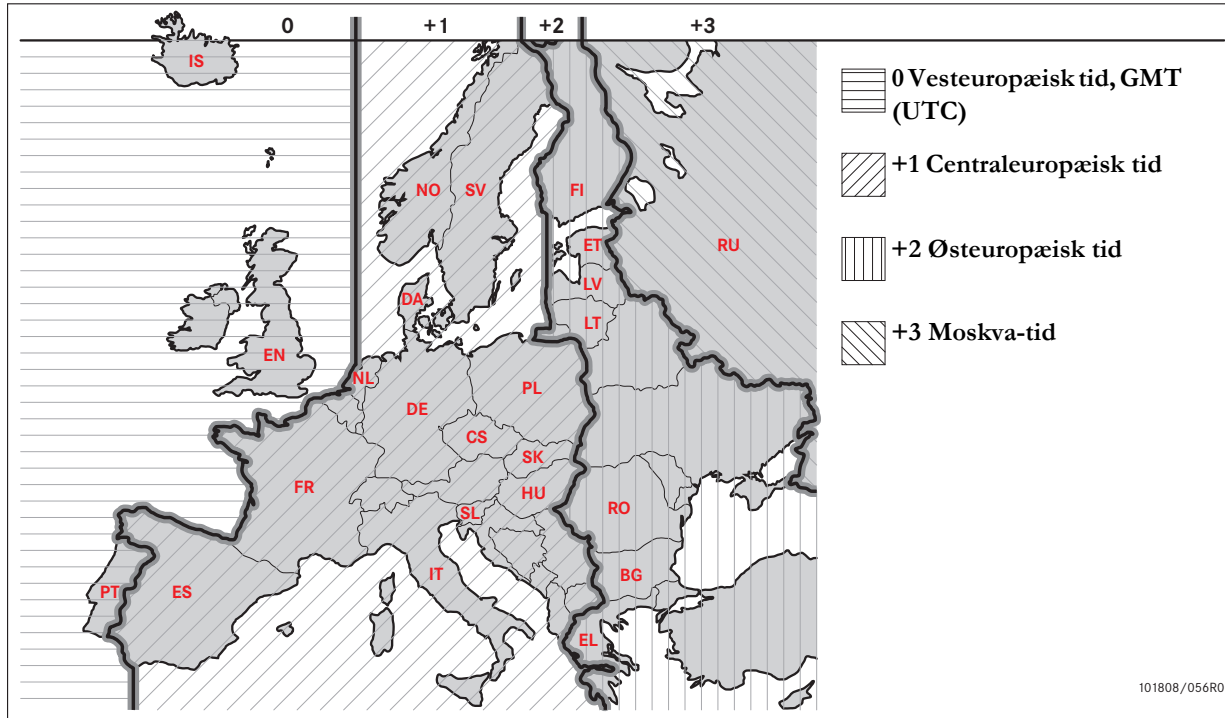 0 +1 +2 +3
IS
0 Vesteuropæisk tid, GMT
(UTC)
+1 Centraleuropæisk tid
+2 Østeuropæisk tid
+3 Moskva-tid
NO SV FI
ET RU
LV
DA
LT
EN
NL
PL
DE
CS
SK
FR HU
SL RO
IT BG
PT ES
EL
101808/056R0